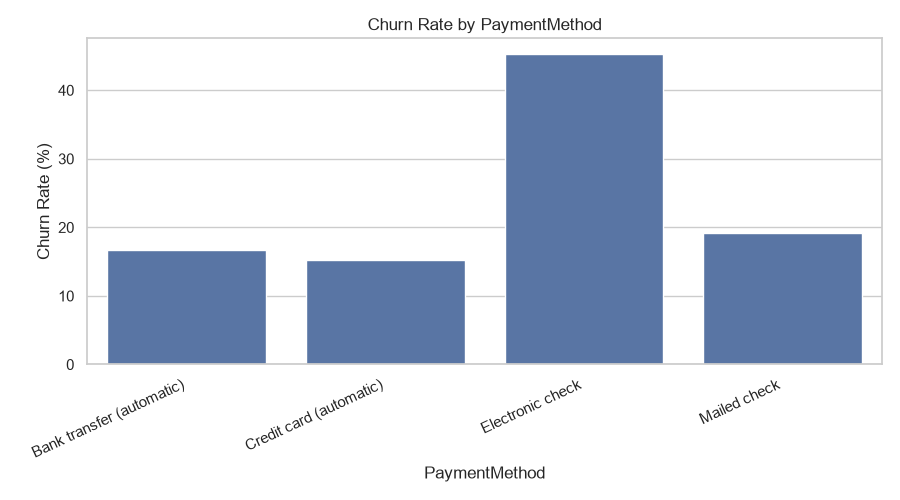 Churn Rate by PaymentMethod
Churn Rate (%)
40
30
20
10
0
Bank transfer (automatic)
Credit card (automatic)
Electronic check
Mailed check
PaymentMethod